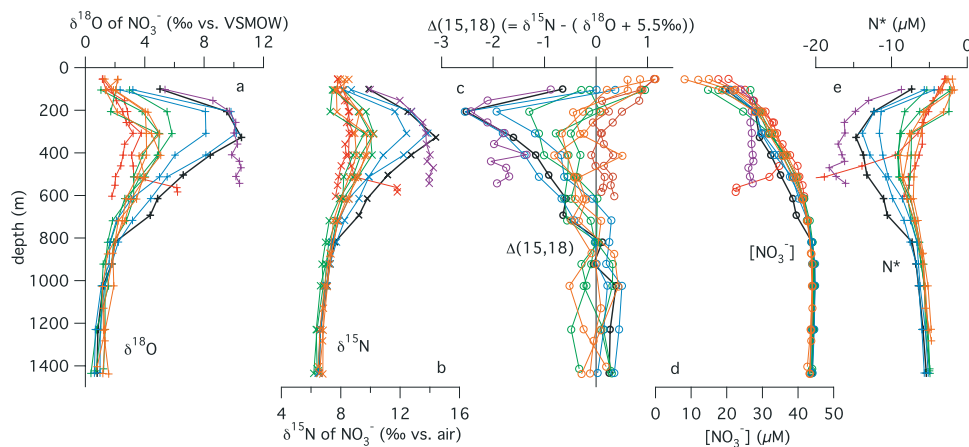 δ18O of NO3- (‰ vs. VSMOW)
0 4 8 12
Δ(15,18) (= δ15N - ( δ18O + 5.5‰))
-3 -2 -1 0 1
N* (µM)
-20 -15 -10 -5 0
depth (m)
0
200
400
600
800
1000
1200
1400
a
c
e
Δ(15,18)
[NO3-]
N*
δ18O
δ15N
b
d
4 8 12 16
δ15N of NO3- (‰ vs. air)
0 10 20 30 40 50
[NO3-] (µM)